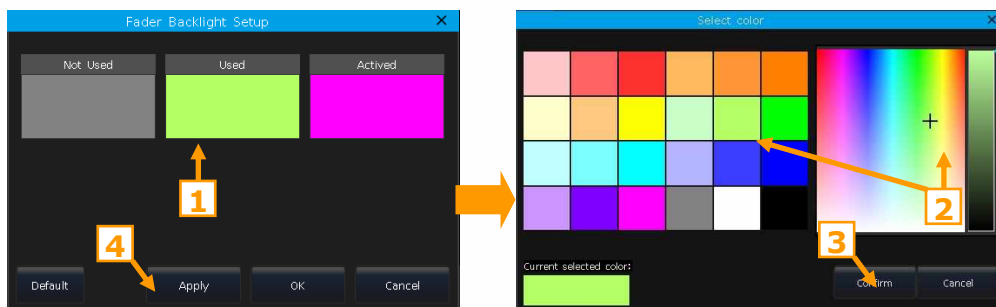 Fader Backlight Setup
Not Used
Used
Actived
1
4
Default
Apply
OK
Cancel
Select color
2
3
Current selected color:
Confirm
Cancel